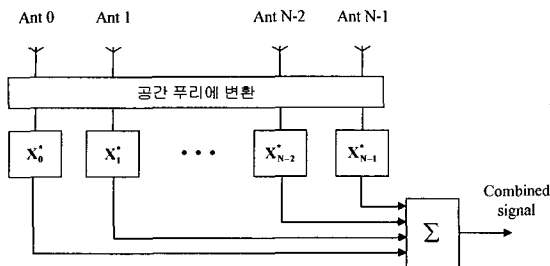 Ant 0 Ant 1 Ant N-2 Ant N-1
공간 푸리에 변환
X*0 X*1 • • • X*N-2 X*N-1
Combined
signal
Σ